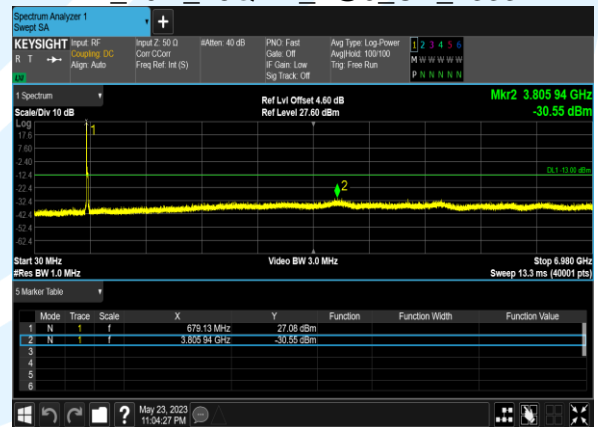 Spectrum Analyzer 1
Swept SA
KEYSIGHT Input: RF Input Z: 50 Ω #Atten: 40 dB PNO: Fast Avg Type: Log-Power 1 2 3 4 5 6
R T Coupling: DC Corr CCorr Gate: Off Avg|Hold: 100/100 M W W W W W
Align: Auto Freq Ref: Int (S) IF Gain: Low Trig: Free Run
LXI Sig Track: Off P N N N N N
1 Spectrum Ref Lvl Offset 4.60 dB Mkr2 3.805 94 GHz
Scale/Div 10 dB Ref Level 27.60 dBm -30.55 dBm
Log
17.6 1
7.60
-2.40
-12.4 DL1 -13.00 dBm
-22.4 2
-32.4
-42.4
-52.4
-62.4
Start 30 MHz Video BW 3.0 MHz Stop 6.980 GHz
#Res BW 1.0 MHz Sweep 13.3 ms (40001 pts)
5 Marker Table
Mode Trace Scale X Y Function Function Width Function Value
1 N 1 f 679.13 MHz 27.08 dBm
2 N 1 f 3.805 94 GHz -30.55 dBm
3
4
5
6
? May 23, 2023
11:04:27 PM